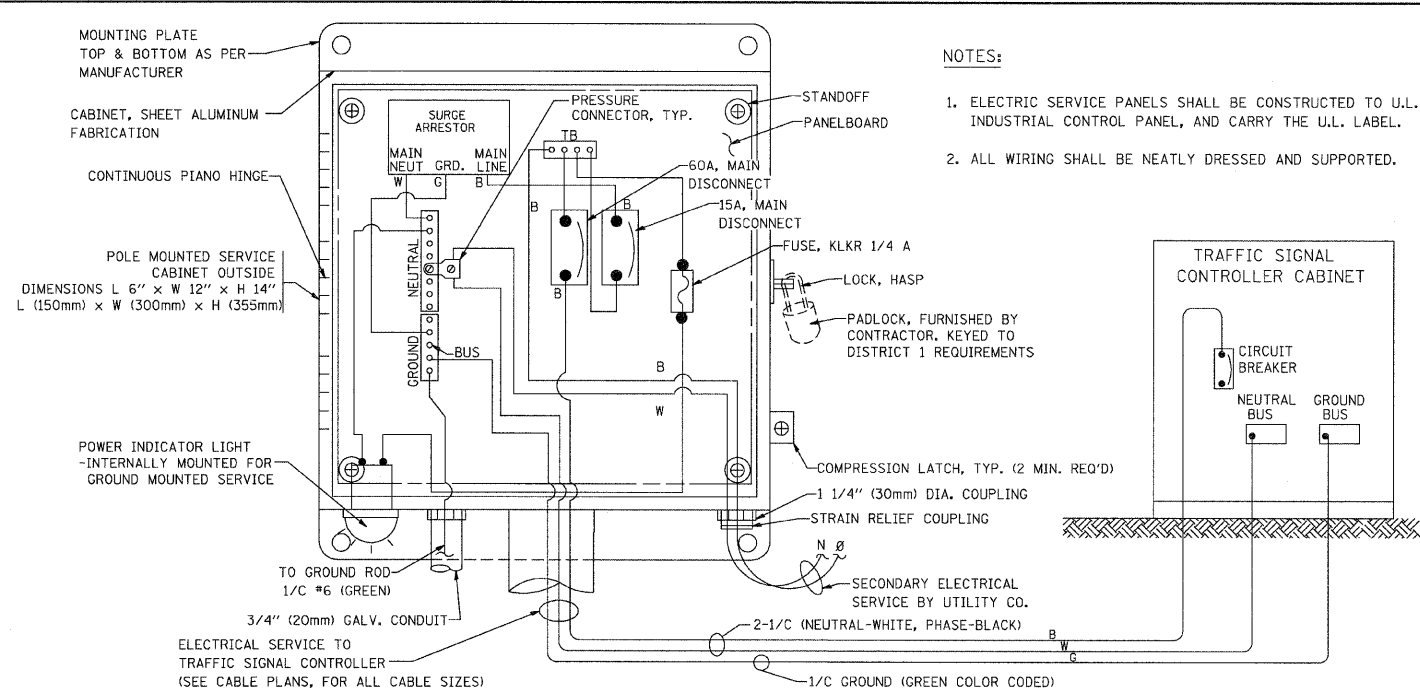 MOUNTING PLATE
TOP & BOTTOM AS PER
MANUFACTURER
CABINET, SHEET ALUMINUM
FABRICATION
CONTINUOUS PIANO HINGE
POLE MOUNTED SERVICE
CABINET OUTSIDE
DIMENSIONS L 6" x W 12" x H 14"
L (150mm) x W (300mm) x H (355mm)
POWER INDICATOR LIGHT
-INTERNALLY MOUNTED FOR
GROUND MOUNTED SERVICE
SURGE
ARRESTOR
MAIN
NEUT
GRD.
MAIN
LINE
W
G
B
PRESSURE
CONNECTOR, TYP.
TB
STANDOFF
PANELBOARD
60A, MAIN
DISCONNECT
15A, MAIN
DISCONNECT
B
B
B
FUSE, KLKR 1/4 A
LOCK, HASP
PADLOCK, FURNISHED BY
CONTRACTOR. KEYED TO
DISTRICT 1 REQUIREMENTS
NEUTRAL
GROUND
BUS
B
W
COMPRESSION LATCH, TYP. (2 MIN. REQ'D)
1 1/4" (30mm) DIA. COUPLING
STRAIN RELIEF COUPLING
N Ø
SECONDARY ELECTRICAL
SERVICE BY UTILITY CO.
TO GROUND ROD
1/C #6 (GREEN)
3/4" (20mm) GALV. CONDUIT
ELECTRICAL SERVICE TO
TRAFFIC SIGNAL CONTROLLER
(SEE CABLE PLANS, FOR ALL CABLE SIZES)
2-1/C (NEUTRAL-WHITE, PHASE-BLACK)
B
W
G
1/C GROUND (GREEN COLOR CODED)
NOTES:
1. ELECTRIC SERVICE PANELS SHALL BE CONSTRUCTED TO U.L.
INDUSTRIAL CONTROL PANEL, AND CARRY THE U.L. LABEL.
2. ALL WIRING SHALL BE NEATLY DRESSED AND SUPPORTED.
TRAFFIC SIGNAL
CONTROLLER CABINET
CIRCUIT
BREAKER
NEUTRAL
BUS
GROUND
BUS